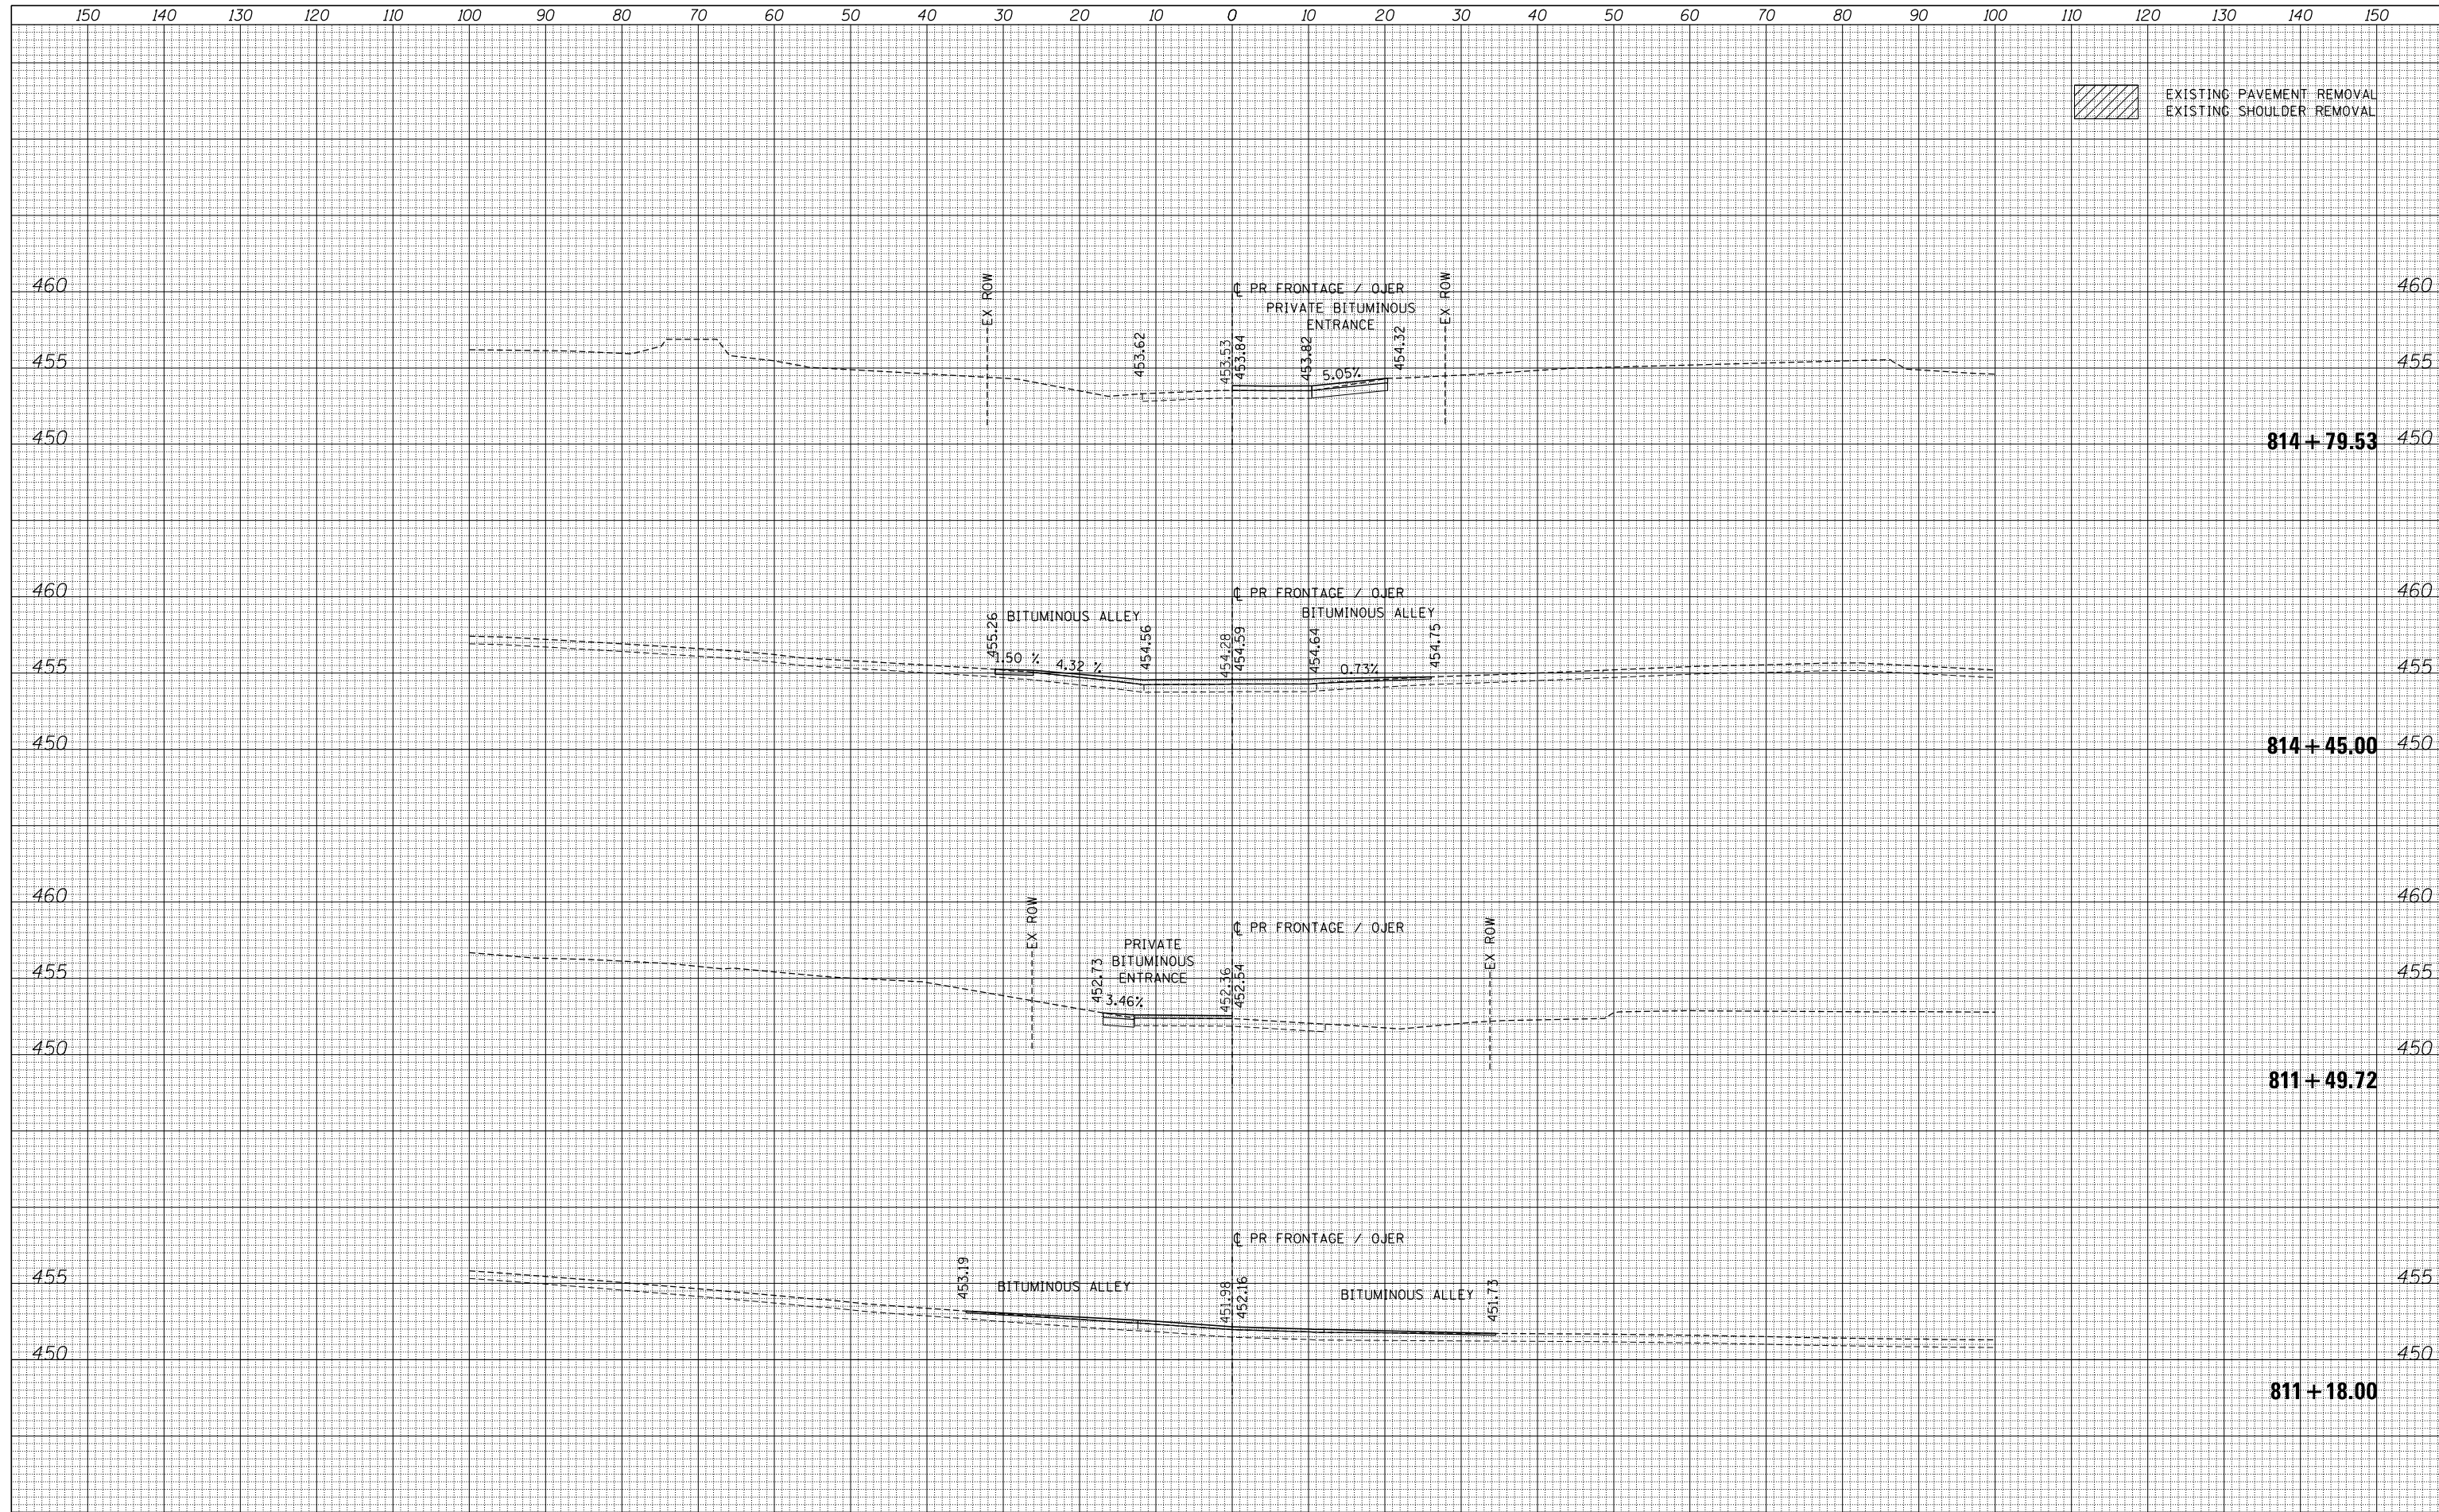 150 140 130 120 110 100 90 80 70 60 50 40 30 20 10 0 10 20 30 40 50 60 70 80 90 100 110 120 130 140 150
EXISTING PAVEMENT REMOVAL
EXISTING SHOULDER REMOVAL
460
EX ROW
℄ PR FRONTAGE / OJER
PRIVATE BITUMINOUS
ENTRANCE
EX ROW
460
455
453.62
453.53
453.84
453.82
5.05%
454.32
455
450
814+79.53
450
460
℄ PR FRONTAGE / OJER
460
455.26
BITUMINOUS ALLEY
BITUMINOUS ALLEY
455
1.50 %
4.32 %
454.56
454.28
454.59
454.64
0.73%
454.75
455
450
814+45.00
450
460
EX ROW
℄ PR FRONTAGE / OJER
EX ROW
460
PRIVATE
BITUMINOUS
ENTRANCE
455
452.73
3.46%
452.36
452.54
455
450
450
811+49.72
℄ PR FRONTAGE / OJER
455
453.19
BITUMINOUS ALLEY
451.98
452.16
BITUMINOUS ALLEY
451.73
455
450
450
811+18.00